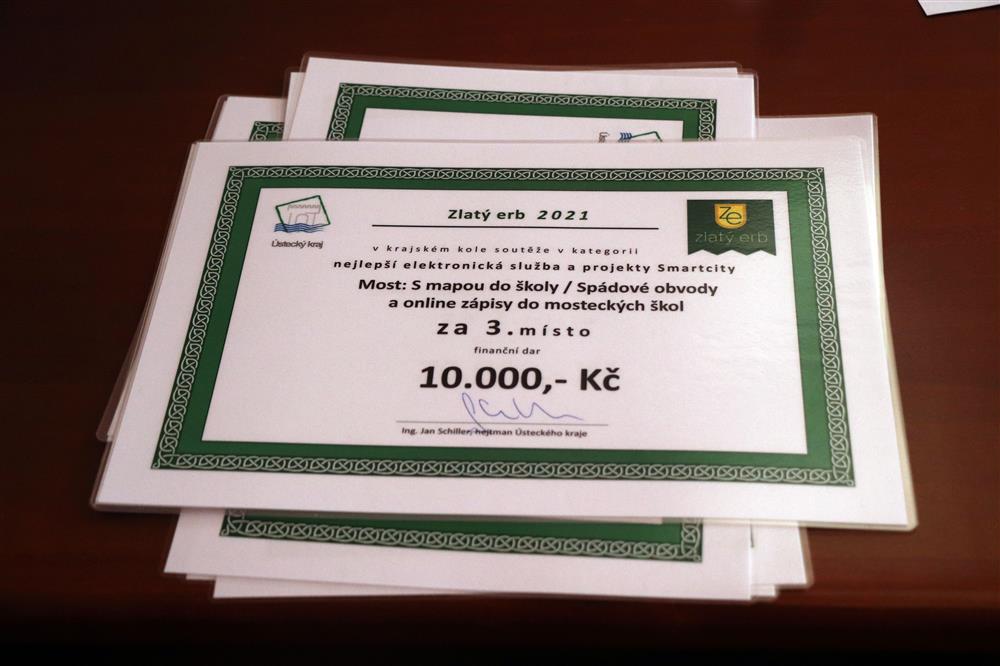 Zlatý erb 2021
Ústecký kraj
ze
zlatý erb
v krajském kole soutěže v kategorii
nejlepší elektronická služba a projekty Smartcity
Most: S mapou do školy / Spádové obvody
a online zápisy do mosteckých škol
za 3. místo
finanční dar
10.000,- Kč
Ing. Jan Schiller, hejtman Ústeckého kraje